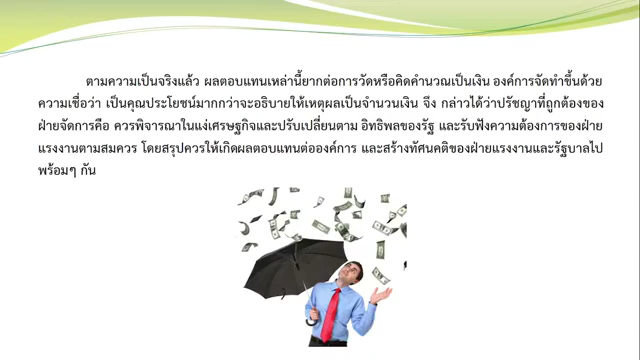 ตามความเป็นจริงแล้ว ผลตอบแทนเหล่านี้ยากต่อการวัดหรือคิดคำนวณเป็นเงิน องค์การจัดทำขึ้นด้วย
ความเชื่อว่า เป็นคุณประโยชน์มากกว่าจะอธิบายให้เหตุผลเป็นจำนวนเงิน จึง กล่าวได้ว่าปรัชญาที่ถูกต้องของ
ฝ่ายจัดการคือ ควรพิจารณาในแง่เศรษฐกิจและปรับเปลี่ยนตาม อิทธิพลของรัฐ และรับฟังความต้องการของฝ่าย
แรงงานตามสมควร โดยสรุปควรให้เกิดผลตอบแทนต่อองค์การ และสร้างทัศนคติของฝ่ายแรงงานและรัฐบาลไป
พร้อมๆ กัน